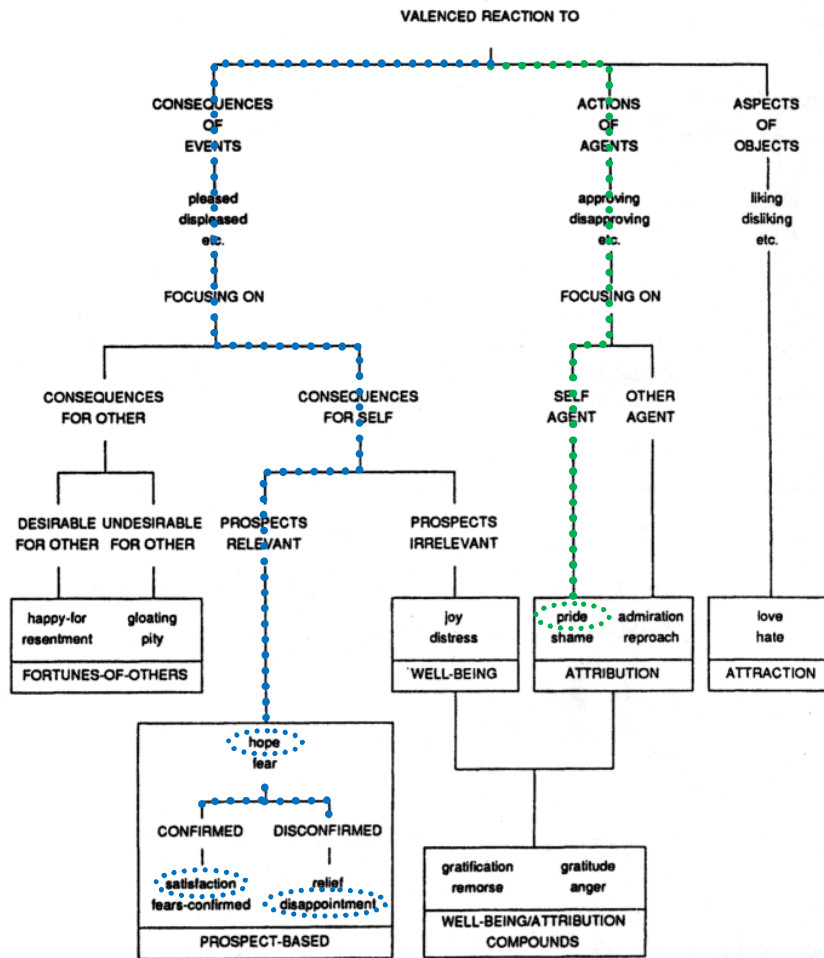 VALENCED REACTION TO
CONSEQUENCES
OF
EVENTS
ACTIONS
OF
AGENTS
ASPECTS
OF
OBJECTS
pleased
displeased
etc.
approving
disapproving
etc.
liking
disliking
etc.
FOCUSING ON
FOCUSING ON
CONSEQUENCES
FOR OTHER
CONSEQUENCES
FOR SELF
SELF
AGENT
OTHER
AGENT
DESIRABLE
FOR OTHER
UNDESIRABLE
FOR OTHER
PROSPECTS
RELEVANT
PROSPECTS
IRRELEVANT
happy-for
resentment
gloating
pity
FORTUNES-OF-OTHERS
joy
distress
WELL-BEING
pride
shame
admiration
reproach
ATTRIBUTION
love
hate
ATTRACTION
hope
fear
CONFIRMED
DISCONFIRMED
satisfaction
fears-confirmed
relief
disappointment
PROSPECT-BASED
gratification
remorse
gratitude
anger
WELL-BEING/ATTRIBUTION
COMPOUNDS